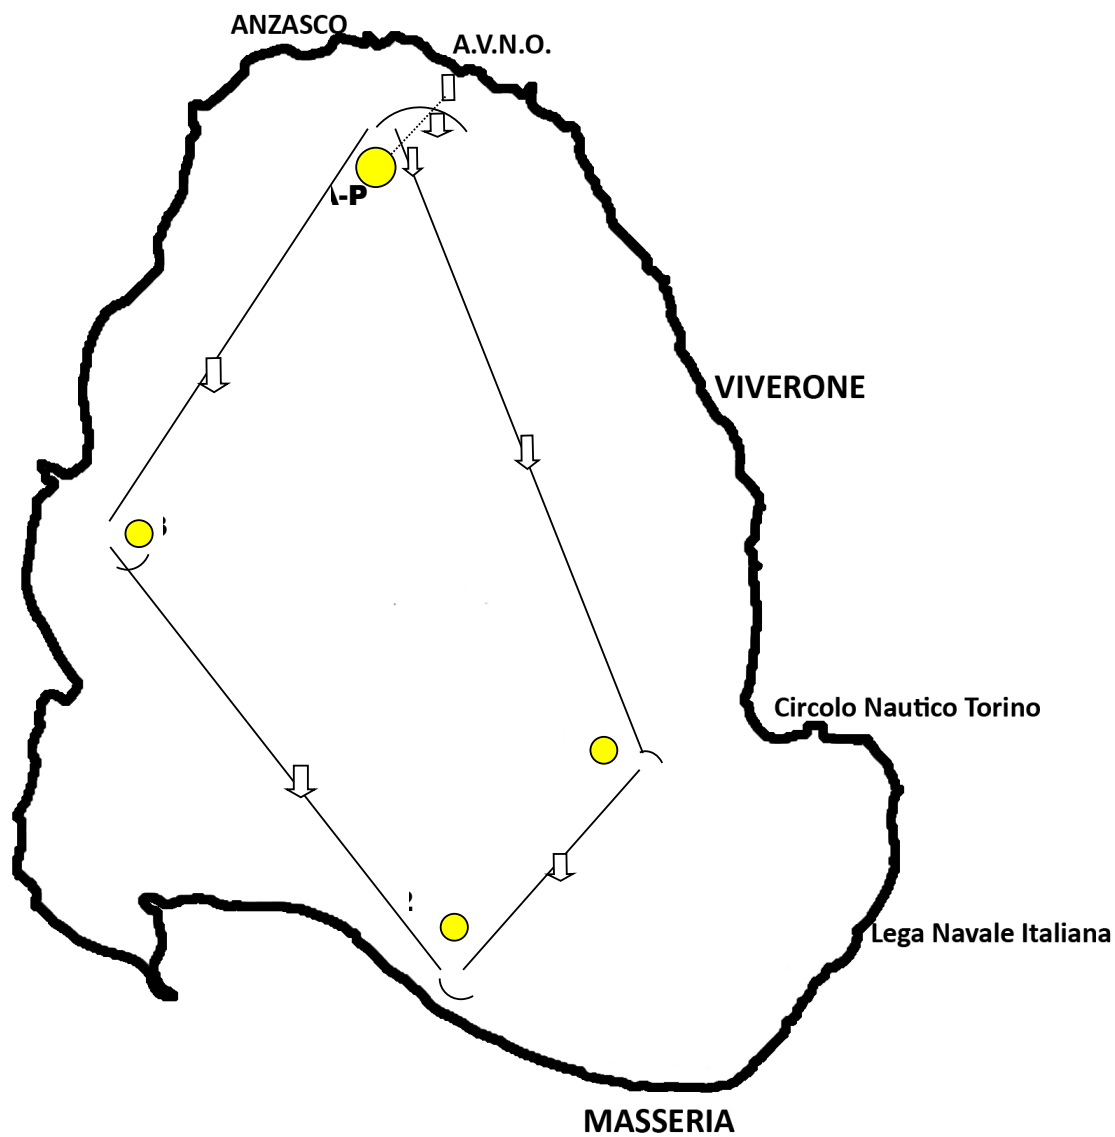 ANZASCO
A.V.N.O.
A-P
VIVERONE
Circolo Nautico Torino
Lega Navale Italiana
MASSERIA